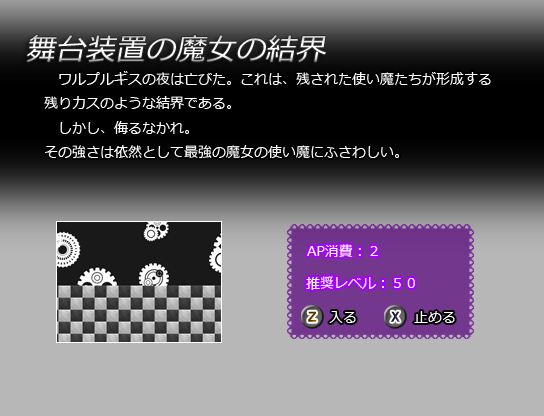 舞台装置の魔女の結界
ワルプルギスの夜は亡びた。これは、残された使い魔たちが形成する
残りカスのような結界である。
しかし、侮るなかれ。
その強さは依然として最強の魔女の使い魔にふさわしい。
AP消費：２
推奨レベル：５０
Z 入る X 止める